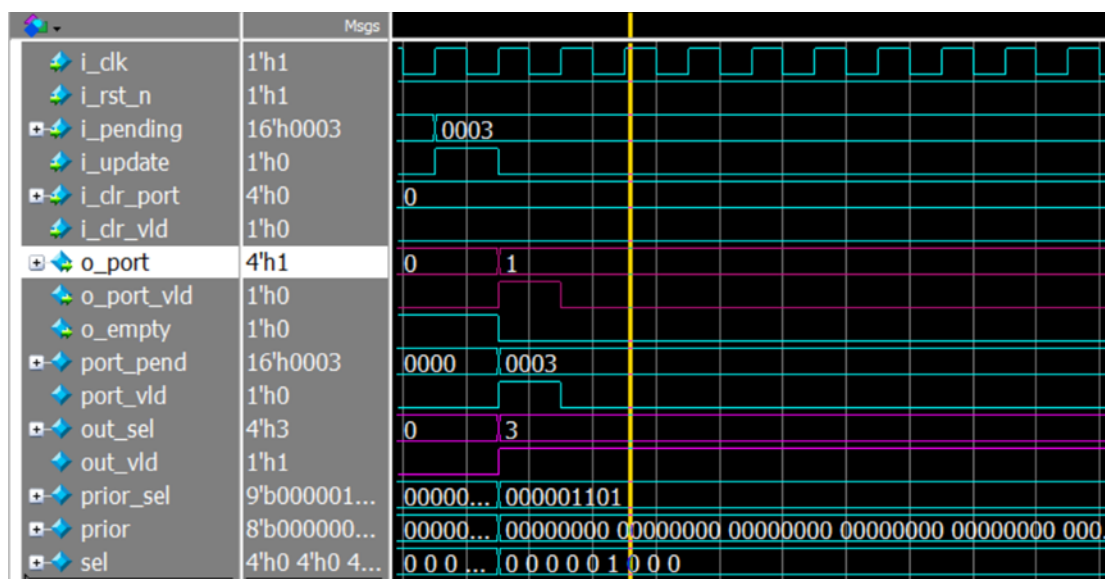 Msgs
i_clk 1'h1
i_rst_n 1'h1
i_pending 16'h0003 0003
i_update 1'h0
i_clr_port 4'h0 0
i_clr_vld 1'h0
o_port 4'h1 0 1
o_port_vld 1'h0
o_empty 1'h0
port_pend 16'h0003 0000 0003
port_vld 1'h0
out_sel 4'h3 0 3
out_vld 1'h1
prior_sel 9'b000001... 00000... 000001101
prior 8'b000000... 00000... 00000000 00000000 00000000 00000000 00000000 000...
sel 4'h0 4'h0 4... 0 0 0 ... 0 0 0 0 0 1 0 0 0